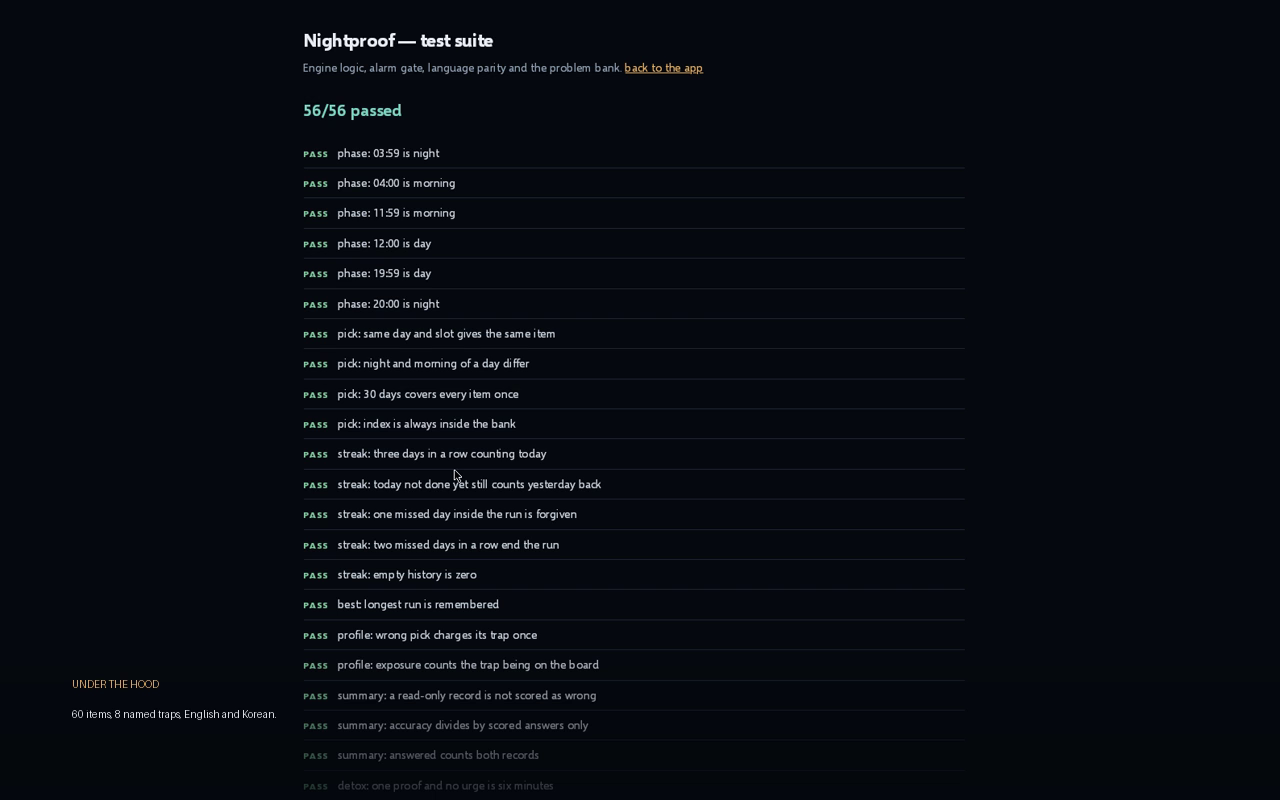 Nightproof — test suite
Engine logic, alarm gate, language parity and the problem bank. back to the app
56/56 passed
PASS phase: 03:59 is night
PASS phase: 04:00 is morning
PASS phase: 11:59 is morning
PASS phase: 12:00 is day
PASS phase: 19:59 is day
PASS phase: 20:00 is night
PASS pick: same day and slot gives the same item
PASS pick: night and morning of a day differ
PASS pick: 30 days covers every item once
PASS pick: index is always inside the bank
PASS streak: three days in a row counting today
PASS streak: today not done yet still counts yesterday back
PASS streak: one missed day inside the run is forgiven
PASS streak: two missed days in a row end the run
PASS streak: empty history is zero
PASS best: longest run is remembered
PASS profile: wrong pick charges its trap once
PASS profile: exposure counts the trap being on the board
PASS summary: a read-only record is not scored as wrong
PASS summary: accuracy divides by scored answers only
PASS summary: answered counts both records
PASS detox: one proof and no urge is six minutes
UNDER THE HOOD
60 items, 8 named traps, English and Korean.